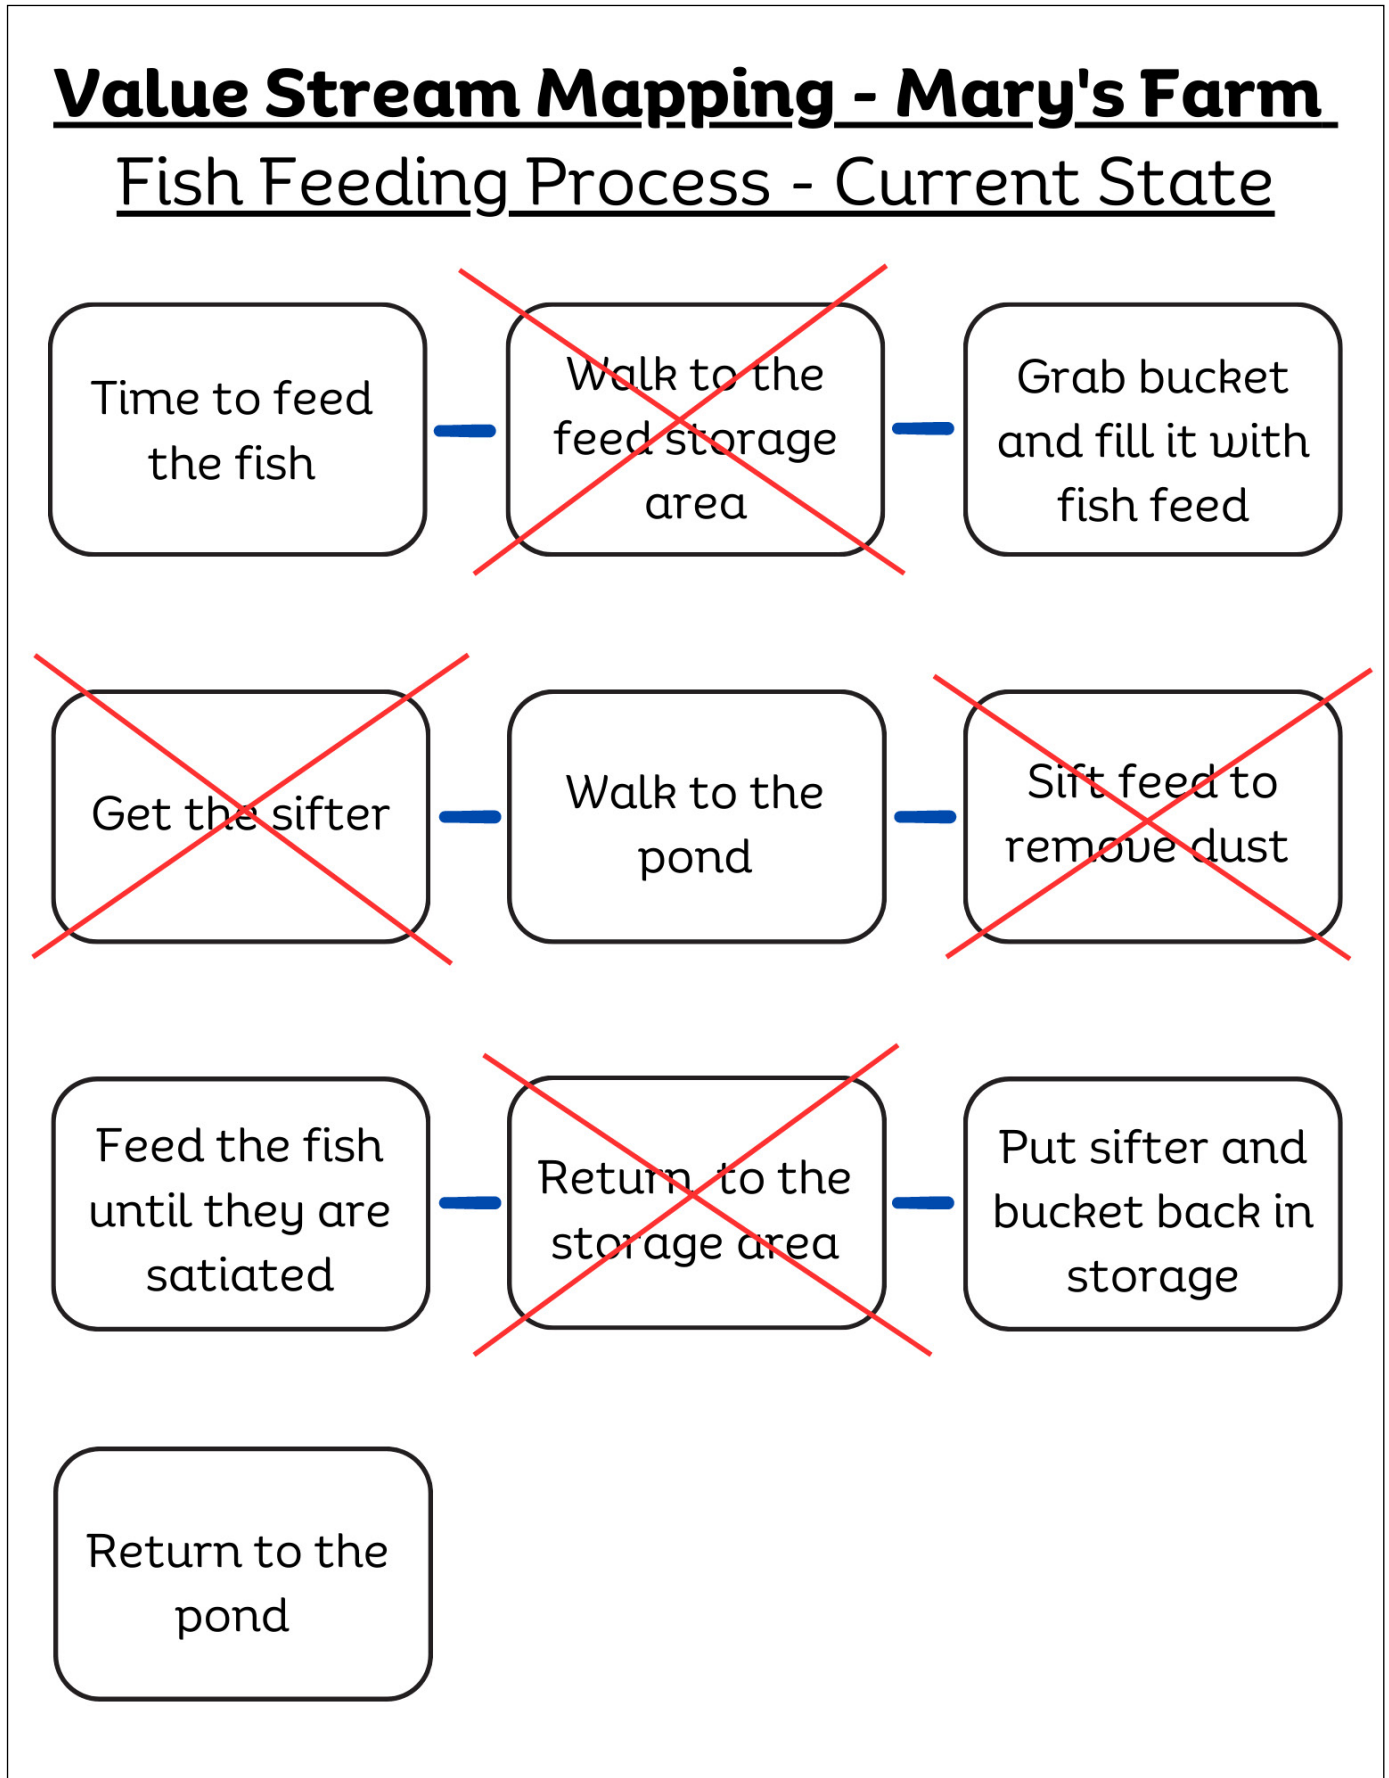 Value Stream Mapping - Mary's Farm
Fish Feeding Process - Current State
Time to feed
the fish
Walk to the
feed storage
area
Grab bucket
and fill it with
fish feed
Get the sifter
Walk to the
pond
Sift feed to
remove dust
Feed the fish
until they are
satiated
Return to the
storage area
Put sifter and
bucket back in
storage
Return to the
pond